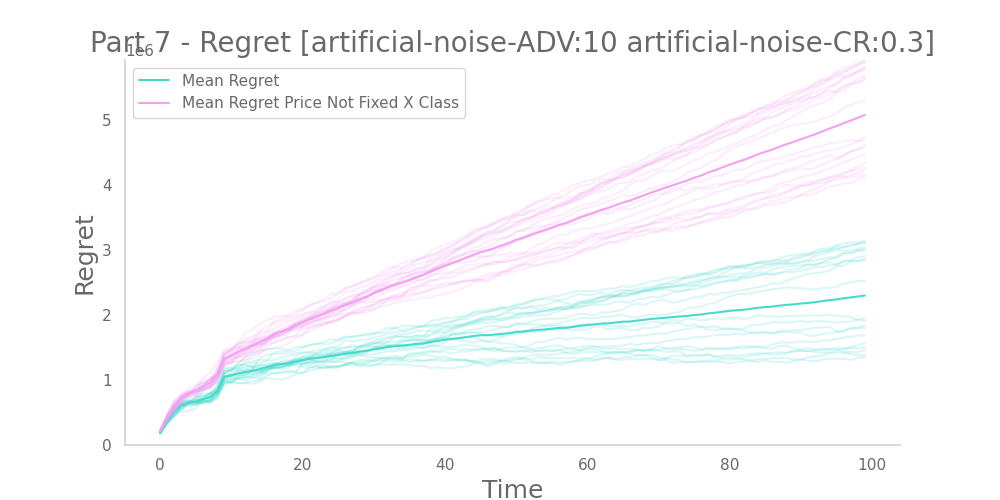 Part 7 - Regret [artificial-noise-ADV:10 artificial-noise-CR:0.3]
1e6
Mean Regret
Mean Regret Price Not Fixed X Class
5
4
3
2
1
0
Regret
0 20 40 60 80 100
Time